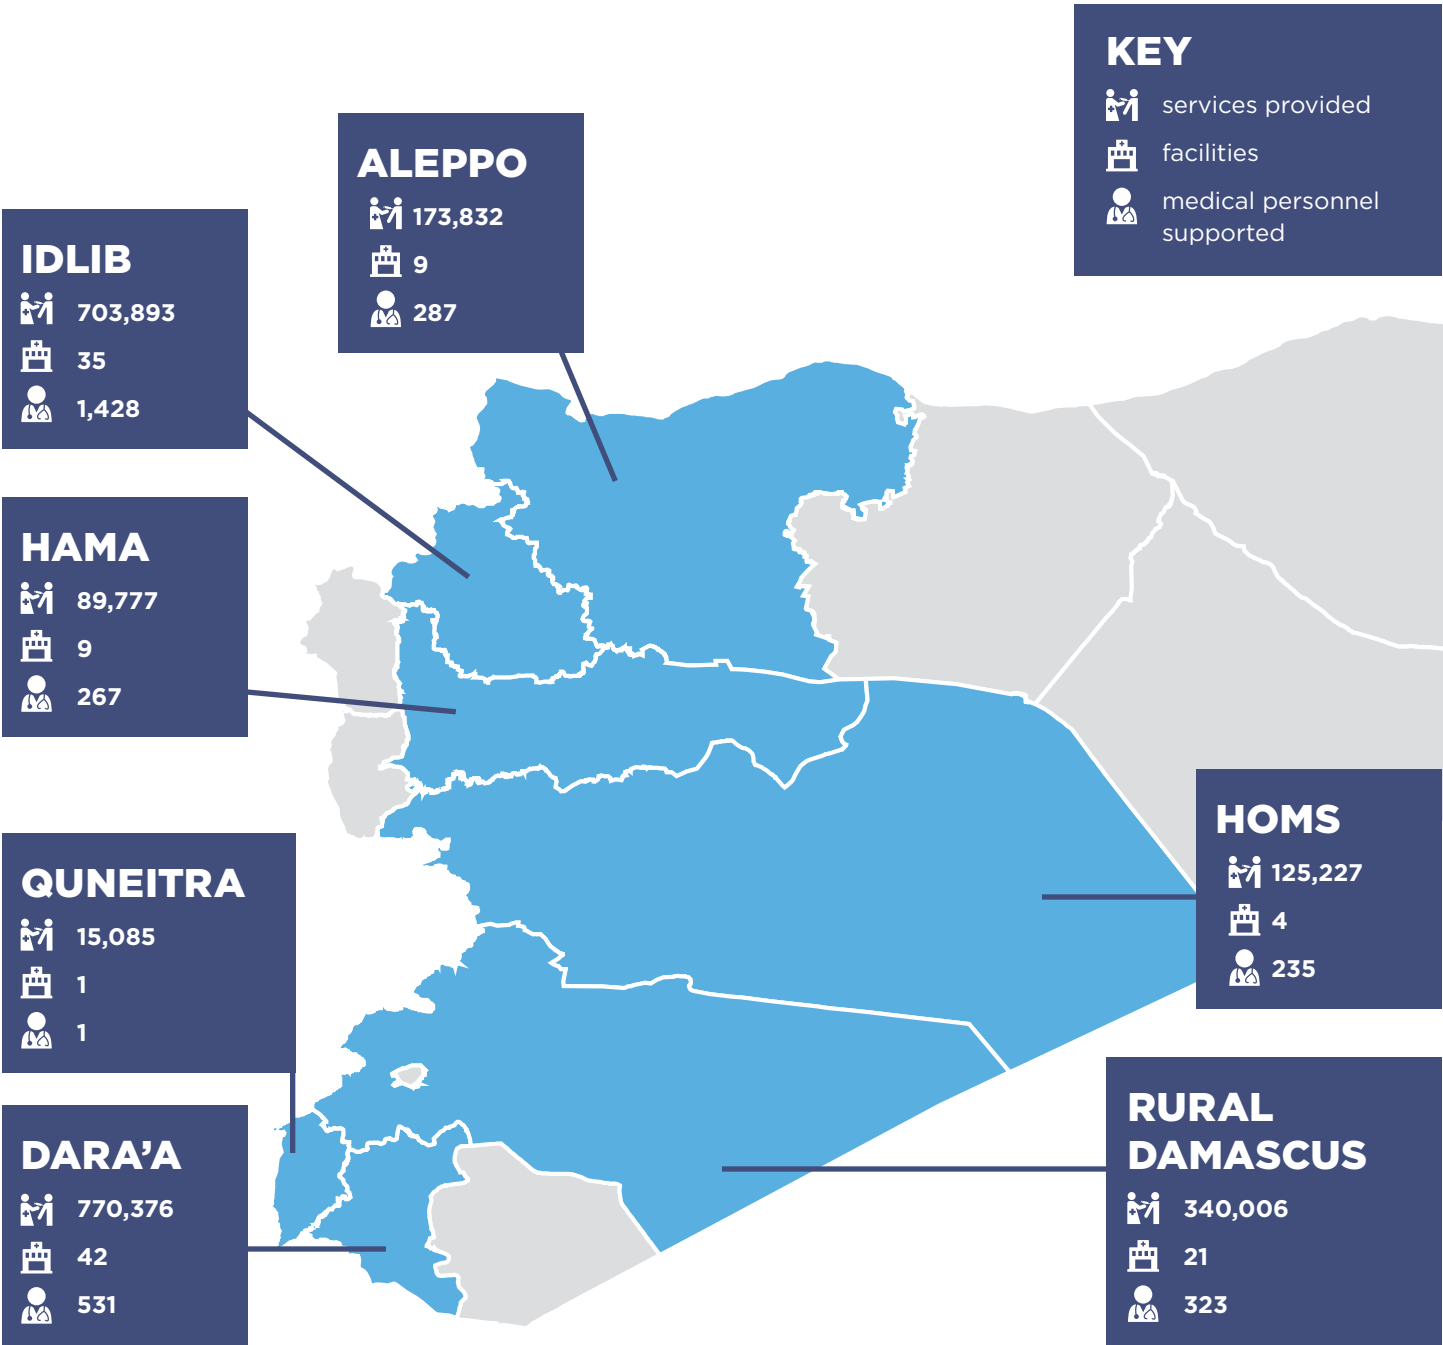 KEY
services provided
facilities
medical personnel
supported
ALEPPO
173,832
9
287
IDLIB
703,893
35
1,428
HAMA
89,777
9
267
HOMS
125,227
4
235
QUNEITRA
15,085
1
1
RURAL
DAMASCUS
340,006
21
323
DARA’A
770,376
42
531